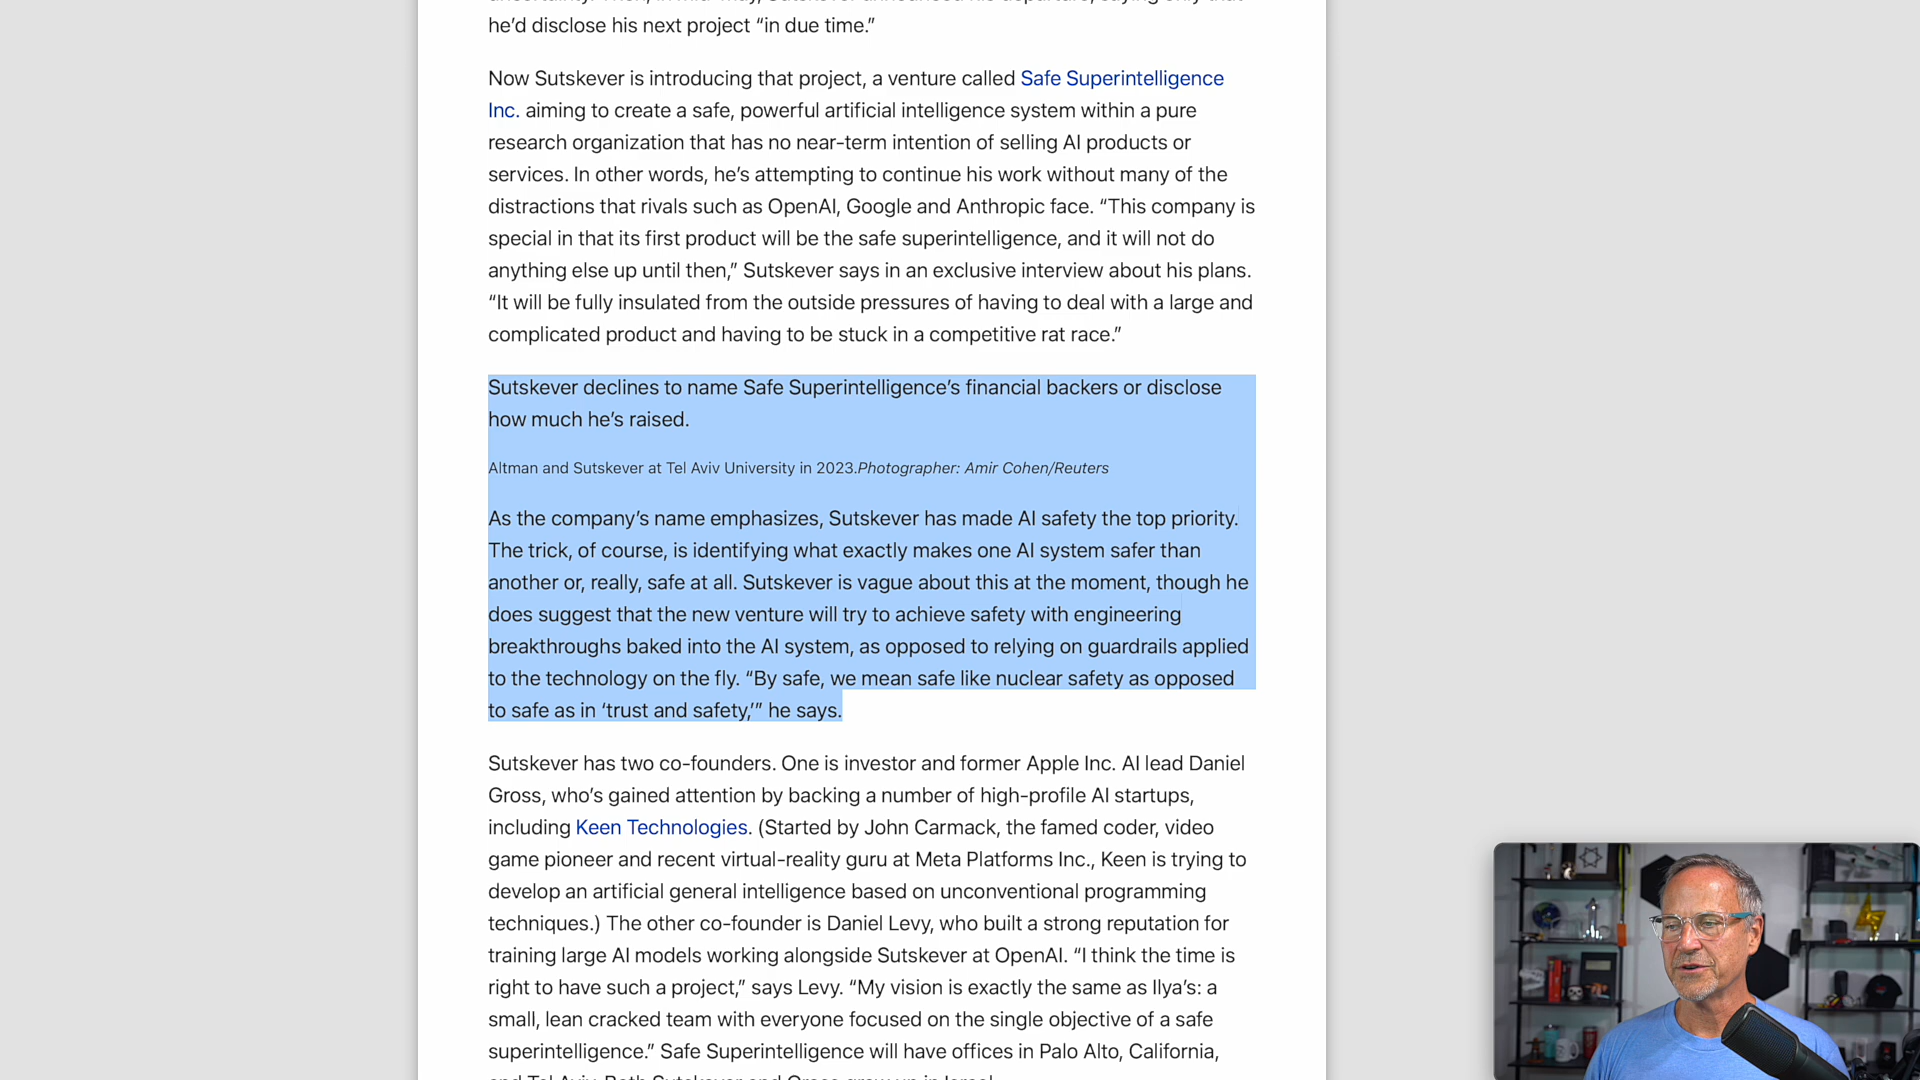 he'd disclose his next project “in due time.”
Now Sutskever is introducing that project, a venture called Safe Superintelligence
Inc. aiming to create a safe, powerful artificial intelligence system within a pure
research organization that has no near-term intention of selling AI products or
services. In other words, he’s attempting to continue his work without many of the
distractions that rivals such as OpenAI, Google and Anthropic face. “This company is
special in that its first product will be the safe superintelligence, and it will not do
anything else up until then,” Sutskever says in an exclusive interview about his plans.
“It will be fully insulated from the outside pressures of having to deal with a large and
complicated product and having to be stuck in a competitive rat race.”
Sutskever declines to name Safe Superintelligence’s financial backers or disclose
how much he’s raised.
Altman and Sutskever at Tel Aviv University in 2023.Photographer: Amir Cohen/Reuters
As the company’s name emphasizes, Sutskever has made AI safety the top priority.
The trick, of course, is identifying what exactly makes one AI system safer than
another or, really, safe at all. Sutskever is vague about this at the moment, though he
does suggest that the new venture will try to achieve safety with engineering
breakthroughs baked into the AI system, as opposed to relying on guardrails applied
to the technology on the fly. “By safe, we mean safe like nuclear safety as opposed
to safe as in ‘trust and safety,’” he says.
Sutskever has two co-founders. One is investor and former Apple Inc. AI lead Daniel
Gross, who’s gained attention by backing a number of high-profile AI startups,
including Keen Technologies. (Started by John Carmack, the famed coder, video
game pioneer and recent virtual-reality guru at Meta Platforms Inc., Keen is trying to
develop an artificial general intelligence based on unconventional programming
techniques.) The other co-founder is Daniel Levy, who built a strong reputation for
training large AI models working alongside Sutskever at OpenAI. “I think the time is
right to have such a project,” says Levy. “My vision is exactly the same as Ilya’s: a
small, lean cracked team with everyone focused on the single objective of a safe
superintelligence.” Safe Superintelligence will have offices in Palo Alto, California,